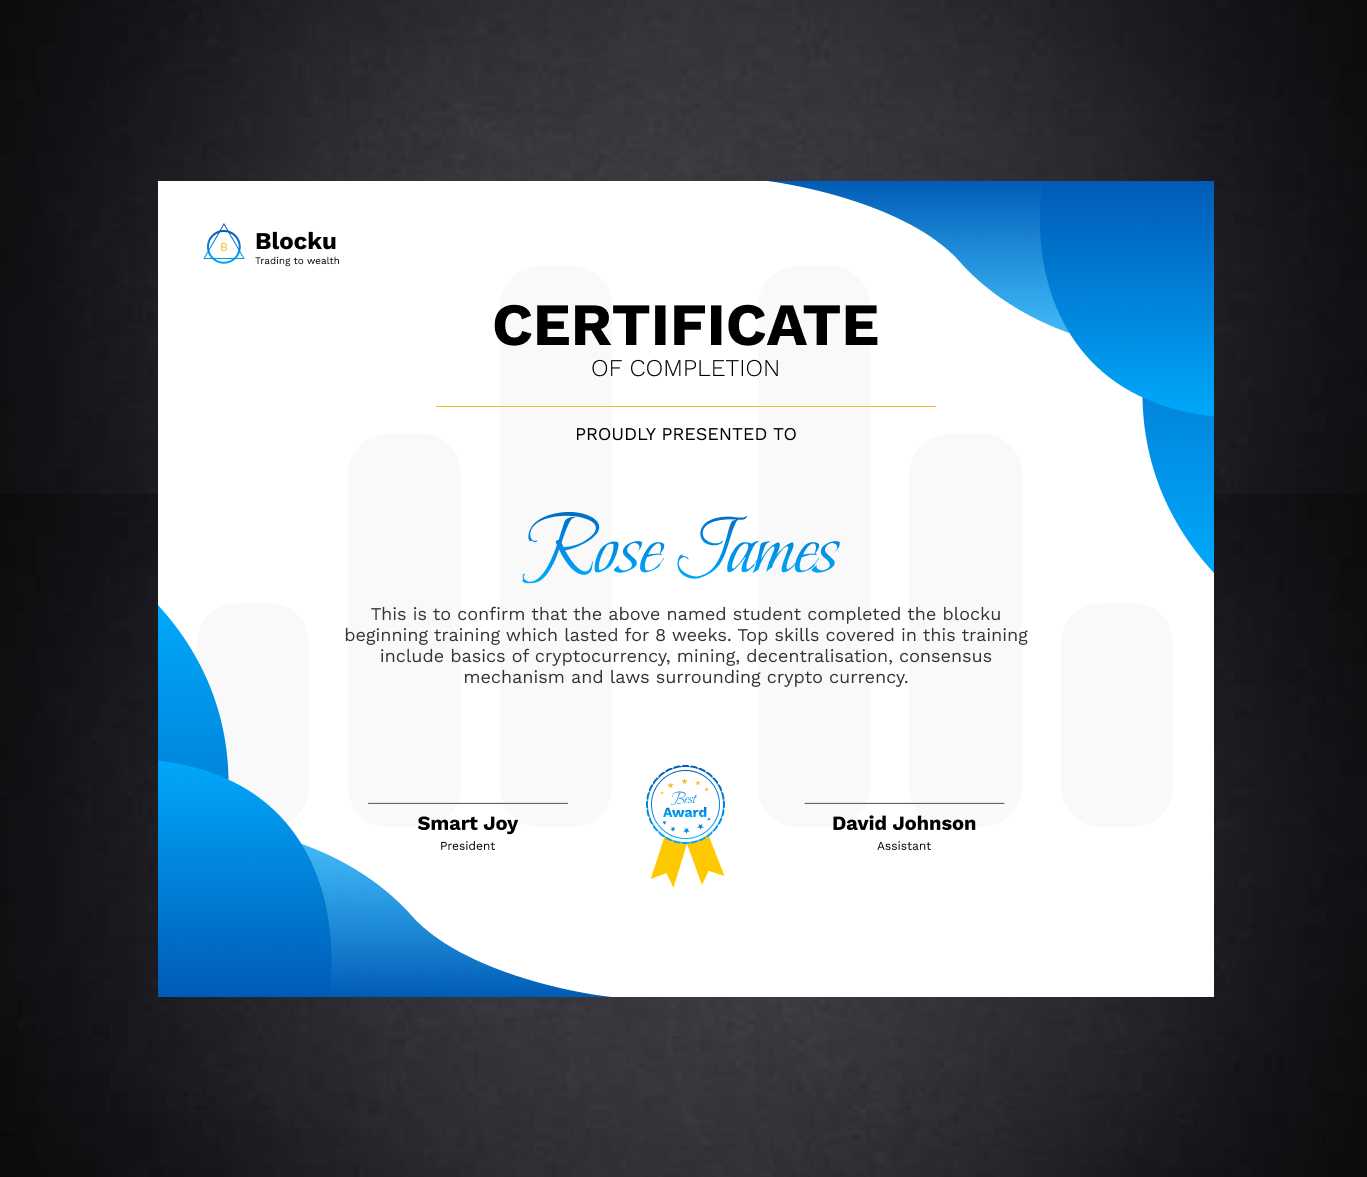 B
Blocku
Trading to wealth
CERTIFICATE
OF COMPLETION
PROUDLY PRESENTED TO
Rose James
This is to confirm that the above named student completed the blocku
beginning training which lasted for 8 weeks. Top skills covered in this training
include basics of cryptocurrency, mining, decentralisation, consensus
mechanism and laws surrounding crypto currency.
Best
Award
Smart Joy
President
David Johnson
Assistant